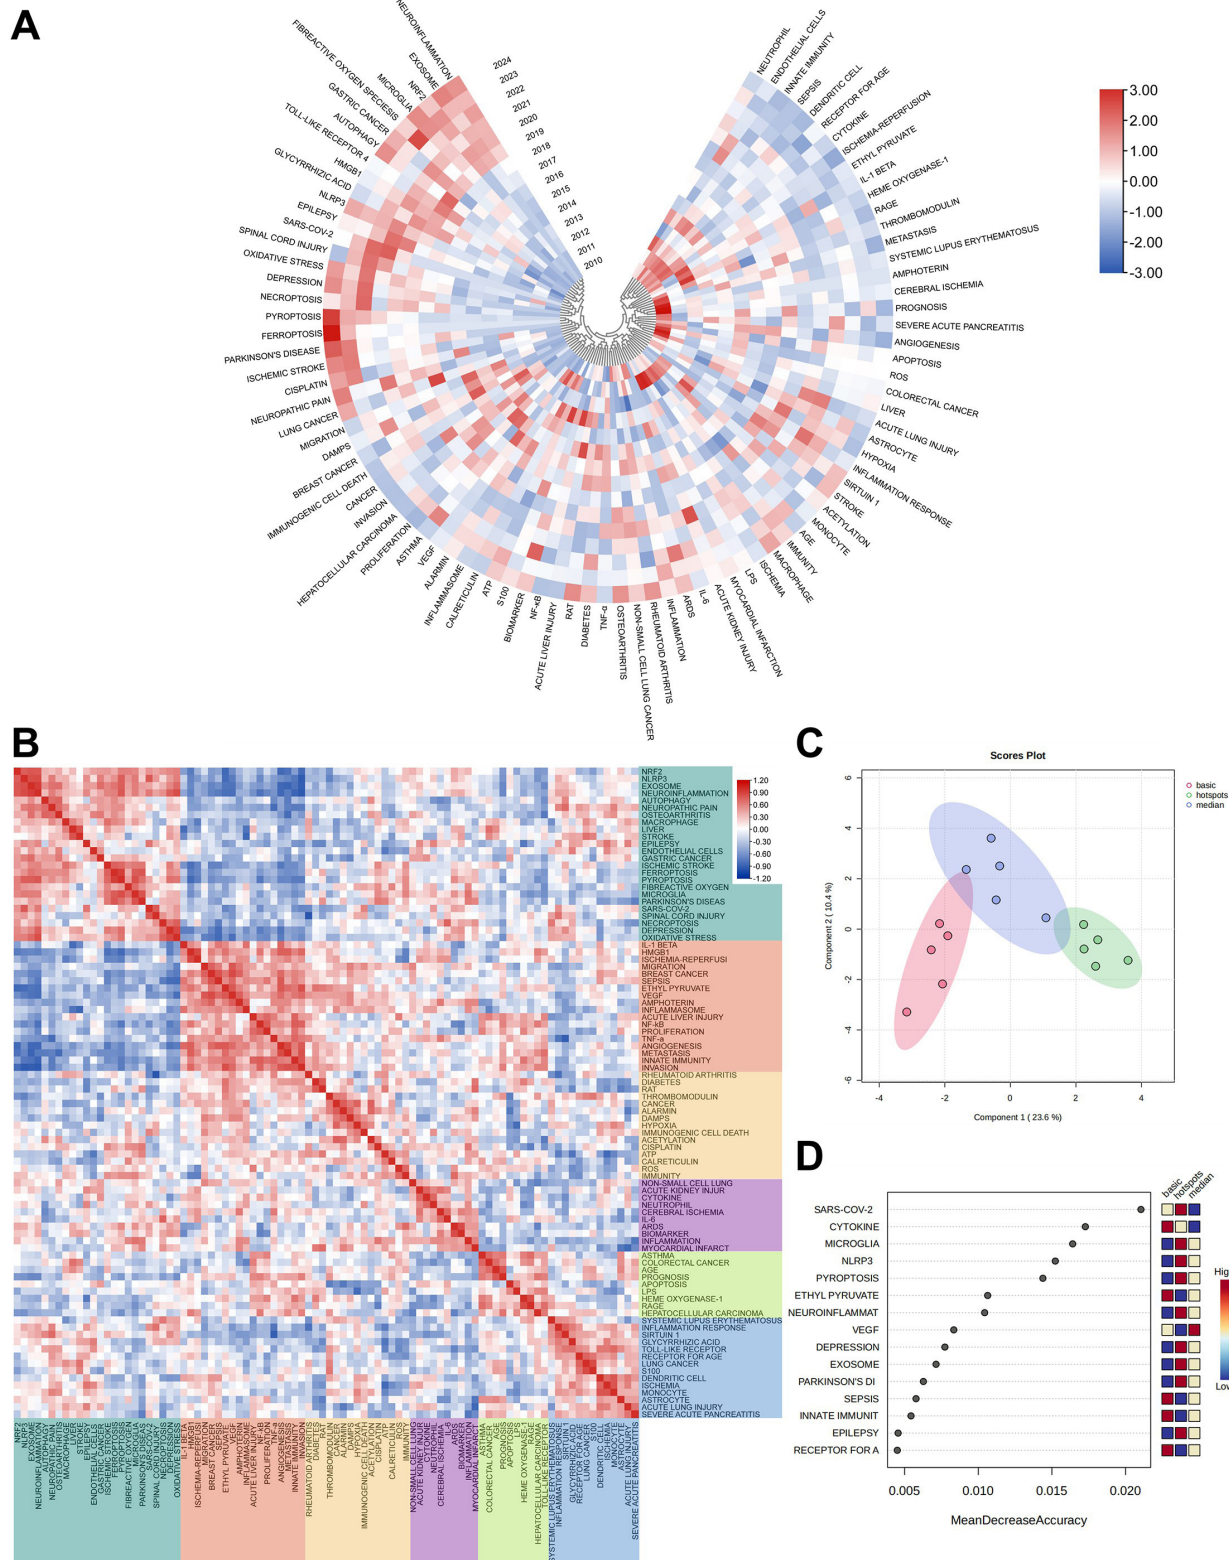 A
NEUROINFLAMMATION
EXOSOME
NRF2
MICROGLIA
FIBREACTIVE OXYGEN SPECIESIS
GASTRIC CANCER
AUTOPHAGY
TOLL-LIKE RECEPTOR 4
HMGB1
GLYCYRRHIZIC ACID
NLRP3
EPILEPSY
SARS-COV-2
SPINAL CORD INJURY
OXIDATIVE STRESS
DEPRESSION
NECROPTOSIS
PYROPTOSIS
FERROPTOSIS
PARKINSON'S DISEASE
ISCHEMIC STROKE
CISPLATIN
NEUROPATHIC PAIN
LUNG CANCER
MIGRATION
DAMPS
BREAST CANCER
IMMUNOGENIC CELL DEATH
CANCER
INVASION
HEPATOCELLULAR CARCINOMA
PROLIFERATION
ASTHMA
VEGF
ALARMIN
INFLAMMASOME
CALRETICULIN
ATP
S100
BIOMARKER
NF-κB
ACUTE LIVER INJURY
RAT
DIABETES
TNF-α
OSTEOARTHRITIS
NON-SMALL CELL LUNG CANCER
RHEUMATOID ARTHRITIS
INFLAMMATION
ARDS
IL-6
ACUTE KIDNEY INJURY
MYOCARDIAL INFARCTION
LPS
ISCHEMIA
MACROPHAGE
IMMUNITY
AGE
MONOCYTE
ACETYLATION
STROKE
SIRTUIN 1
INFLAMMATION RESPONSE
HYPOXIA
ASTROCYTE
ACUTE LUNG INJURY
LIVER
COLORECTAL CANCER
ROS
APOPTOSIS
ANGIOGENESIS
SEVERE ACUTE PANCREATITIS
PROGNOSIS
CEREBRAL ISCHEMIA
AMPHOTERIN
SYSTEMIC LUPUS ERYTHEMATOSUS
METASTASIS
THROMBOMODULIN
RAGE
HEME OXYGENASE-1
IL-1 BETA
ETHYL PYRUVATE
ISCHEMIA-REPERFUSION
CYTOKINE
RECEPTOR FOR AGE
DENDRITIC CELL
SEPSIS
INNATE IMMUNITY
ENDOTHELIAL CELLS
NEUTROPHIL
2024
2023
2022
2021
2020
2019
2018
2017
2016
2015
2014
2013
2012
2011
2010
3.00
2.00
1.00
0.00
-1.00
-2.00
-3.00
B
NRF2
NLRP3
EXOSOME
NEUROINFLAMMATION
AUTOPHAGY
NEUROPATHIC PAIN
OSTEOARTHRITIS
MACROPHAGE
LIVER
STROKE
EPILEPSY
ENDOTHELIAL CELLS
GASTRIC CANCER
ISCHEMIC STROKE
FERROPTOSIS
PYROPTOSIS
FIBREACTIVE OXYGEN
MICROGLIA
PARKINSON'S DISEAS
SARS-COV-2
SPINAL CORD INJURY
NECROPTOSIS
DEPRESSION
OXIDATIVE STRESS
IL-1 BETA
HMGB1
ISCHEMIA-REPERFUSI
MIGRATION
BREAST CANCER
SEPSIS
ETHYL PYRUVATE
VEGF
AMPHOTERIN
INFLAMMASOME
ACUTE LIVER INJURY
NF-kB
PROLIFERATION
TNF-a
ANGIOGENESIS
METASTASIS
INNATE IMMUNITY
INVASION
RHEUMATOID ARTHRITIS
DIABETES
RAT
THROMBOMODULIN
CANCER
ALARMIN
DAMPS
HYPOXIA
IMMUNOGENIC CELL DEATH
ACETYLATION
CISPLATIN
ATP
CALRETICULIN
ROS
IMMUNITY
NON-SMALL CELL LUNG
ACUTE KIDNEY INJUR
CYTOKINE
NEUTROPHIL
CEREBRAL ISCHEMIA
IL-6
ARDS
BIOMARKER
INFLAMMATION
MYOCARDIAL INFARCT
ASTHMA
COLORECTAL CANCER
AGE
PROGNOSIS
APOPTOSIS
LPS
HEME OXYGENASE-1
RAGE
HEPATOCELLULAR CARCINOMA
SYSTEMIC LUPUS ERYTHEMATOSUS
INFLAMMATION RESPONSE
SIRTUIN 1
GLYCYRRHIZIC ACID
TOLL-LIKE RECEPTOR
RECEPTOR FOR AGE
LUNG CANCER
S100
DENDRITIC CELL
ISCHEMIA
MONOCYTE
ASTROCYTE
ACUTE LUNG INJURY
SEVERE ACUTE PANCREATITIS
1.20
0.90
0.60
0.30
0.00
-0.30
-0.60
-0.90
-1.20
C
Scores Plot
basic
hotspots
median
Component 2 ( 10.4 %)
6
4
2
0
-2
-4
-6
-4
-2
0
2
4
Component 1 ( 23.6 %)
D
basic
hotspots
median
SARS-COV-2
CYTOKINE
MICROGLIA
NLRP3
PYROPTOSIS
ETHYL PYRUVATE
NEUROINFLAMMAT
VEGF
DEPRESSION
EXOSOME
PARKINSON'S DI
SEPSIS
INNATE IMMUNIT
EPILEPSY
RECEPTOR FOR A
0.005
0.010
0.015
0.020
MeanDecreaseAccuracy
Hig
Lov